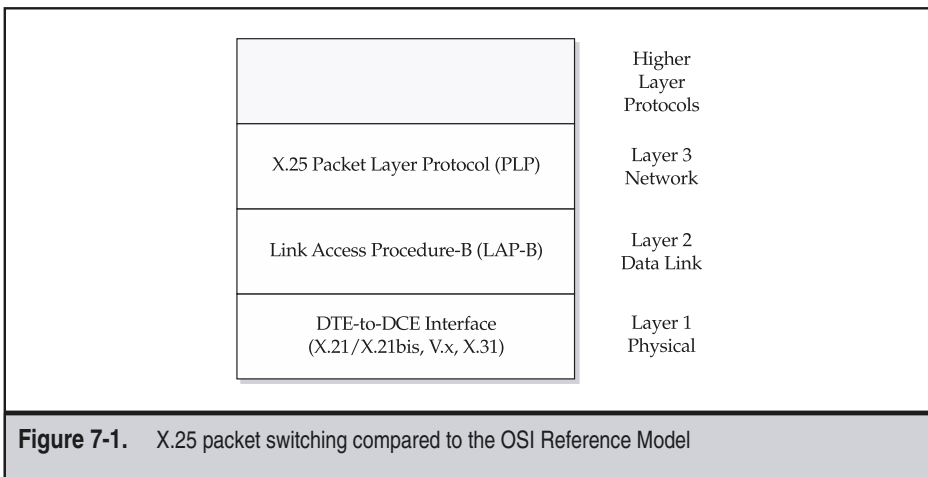 Higher
Layer
Protocols
X.25 Packet Layer Protocol (PLP)
Layer 3
Network
Link Access Procedure-B (LAP-B)
Layer 2
Data Link
DTE-to-DCE Interface
(X.21/X.21bis, V.x, X.31)
Layer 1
Physical
Figure 7-1. X.25 packet switching compared to the OSI Reference Model